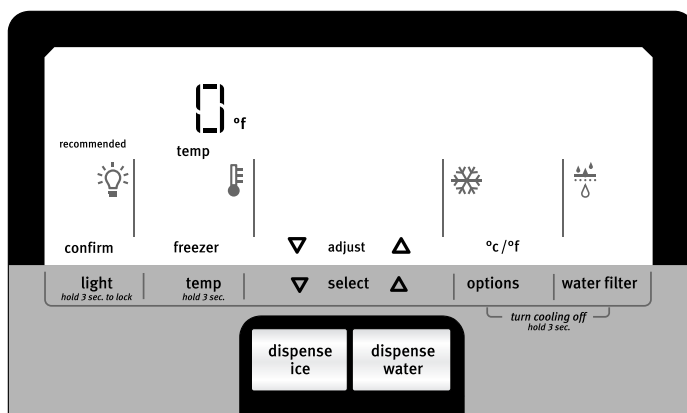 0 °f
recommended
temp
confirm freezer ▽ adjust △ °c/°f
light temp ▽ select △ options water filter
hold 3 sec. to lock hold 3 sec.
turn cooling off
hold 3 sec.
dispense dispense
ice water